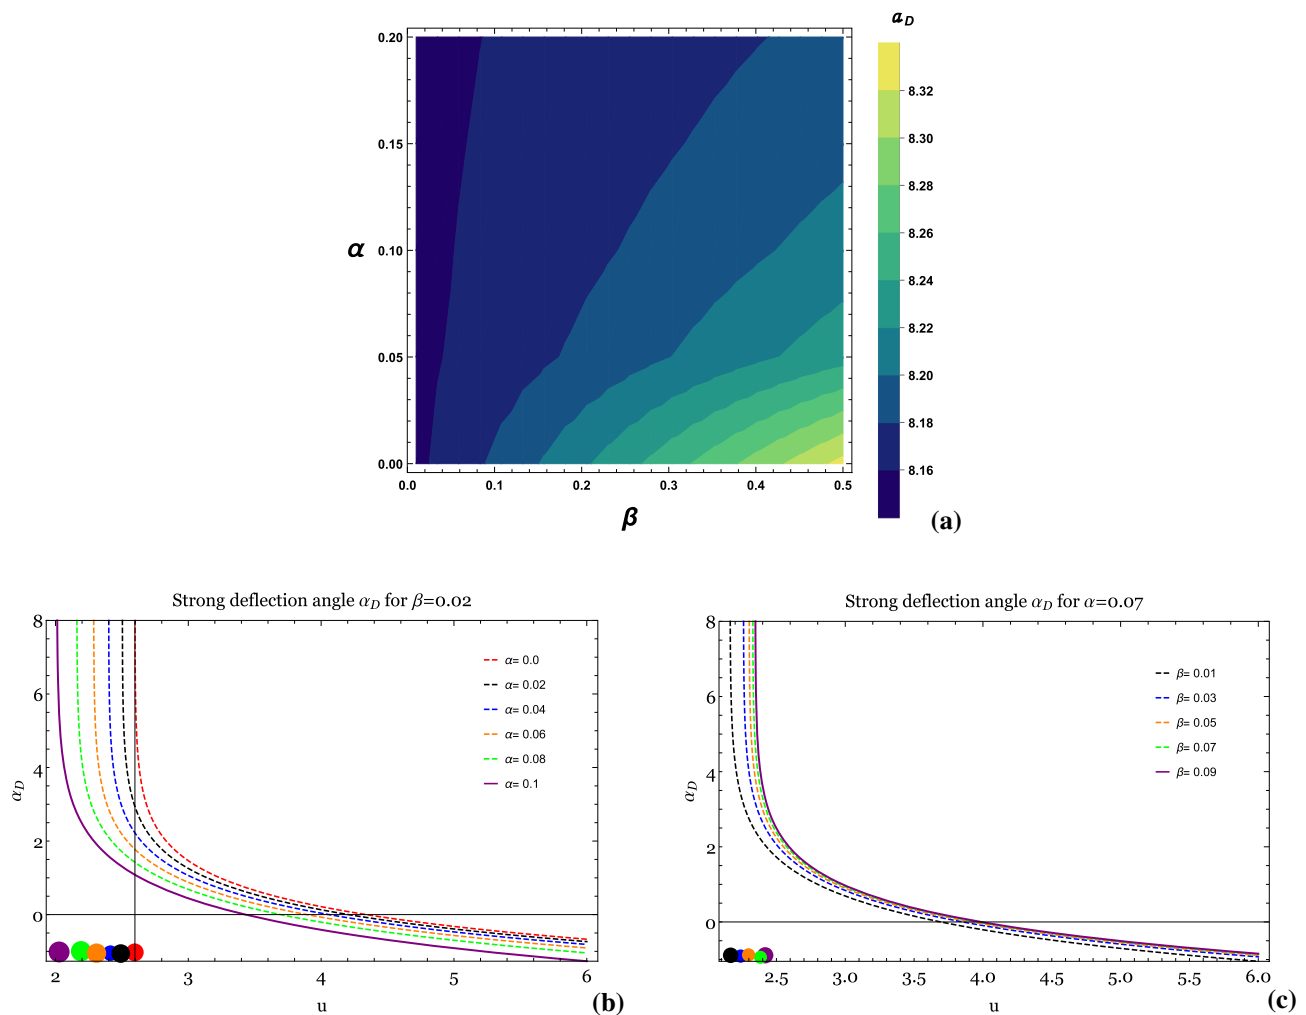 𝒂D
0.20
0.15
α
0.10
0.05
0.00
0.0 0.1 0.2 0.3 0.4 0.5
β
8.32
8.30
8.28
8.26
8.24
8.22
8.20
8.18
8.16
(a)
Strong deflection angle αD for β=0.02
8
6
4
2
0
αD
α= 0.0
α= 0.02
α= 0.04
α= 0.06
α= 0.08
α= 0.1
2 3 4 5 6
u
(b)
Strong deflection angle αD for α=0.07
8
6
4
2
0
αD
β= 0.01
β= 0.03
β= 0.05
β= 0.07
β= 0.09
2.5 3.0 3.5 4.0 4.5 5.0 5.5 6.0
u
(c)